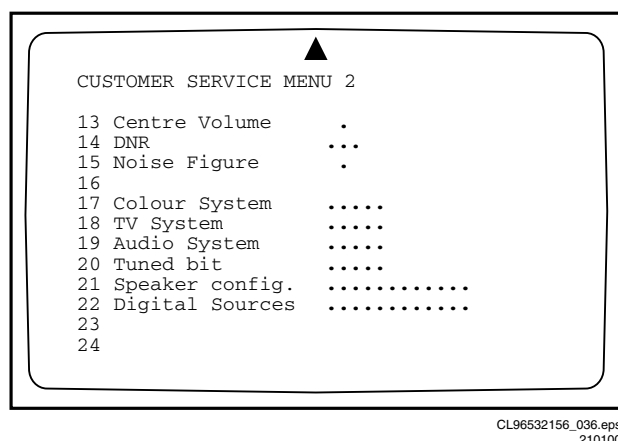 CUSTOMER SERVICE MENU 2
13 Centre Volume .
14 DNR ...
15 Noise Figure .
16
17 Colour System .....
18 TV System .....
19 Audio System .....
20 Tuned bit .....
21 Speaker config. ............
22 Digital Sources ............
23
24
CL96532156_036.eps
210100